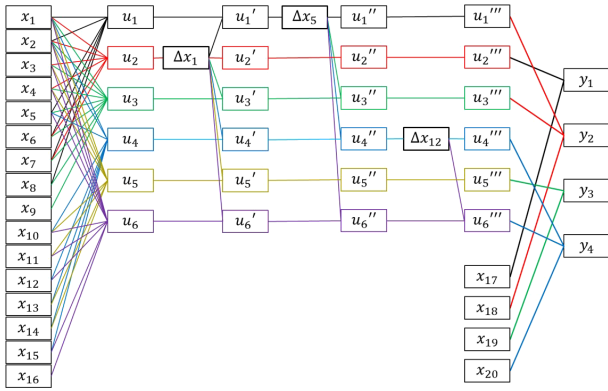 x₁ u₁ u₁′ Δx₅ u₁″ u₁‴
x₂
x₃ u₂ Δx₁ u₂′ u₂″ u₂‴
x₄ y₁
x₅ u₃ u₃′ u₃″ u₃‴
x₆ u₄ u₄′ u₄″ Δx₁₂ u₄‴ y₂
x₇
x₈ u₅ u₅′ u₅″ u₅‴ y₃
x₉
x₁₀ u₆ u₆′ u₆″ u₆‴ y₄
x₁₁
x₁₂ x₁₇
x₁₃
x₁₄ x₁₈
x₁₅ x₁₉
x₁₆ x₂₀